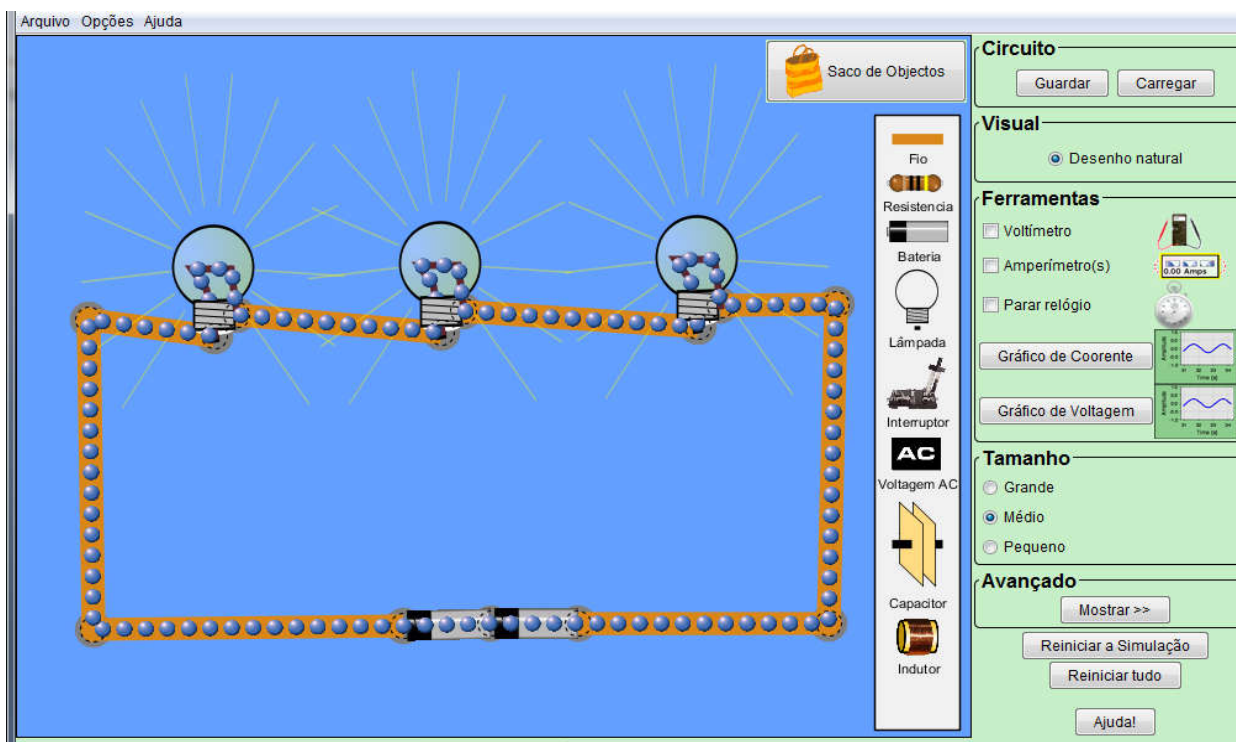 Arquivo Opções Ajuda
Saco de Objectos
Fio
Resistencia
Bateria
Lâmpada
Interruptor
AC
Voltagem AC
Capacitor
Indutor
Circuito
Guardar Carregar
Visual
Desenho natural
Ferramentas
Voltímetro
Amperímetro(s)
0.00 Amps
Parar relógio
Gráfico de Coorente
Gráfico de Voltagem
Tamanho
Grande
Médio
Pequeno
Avançado
Mostrar >>
Reiniciar a Simulação
Reiniciar tudo
Ajuda!